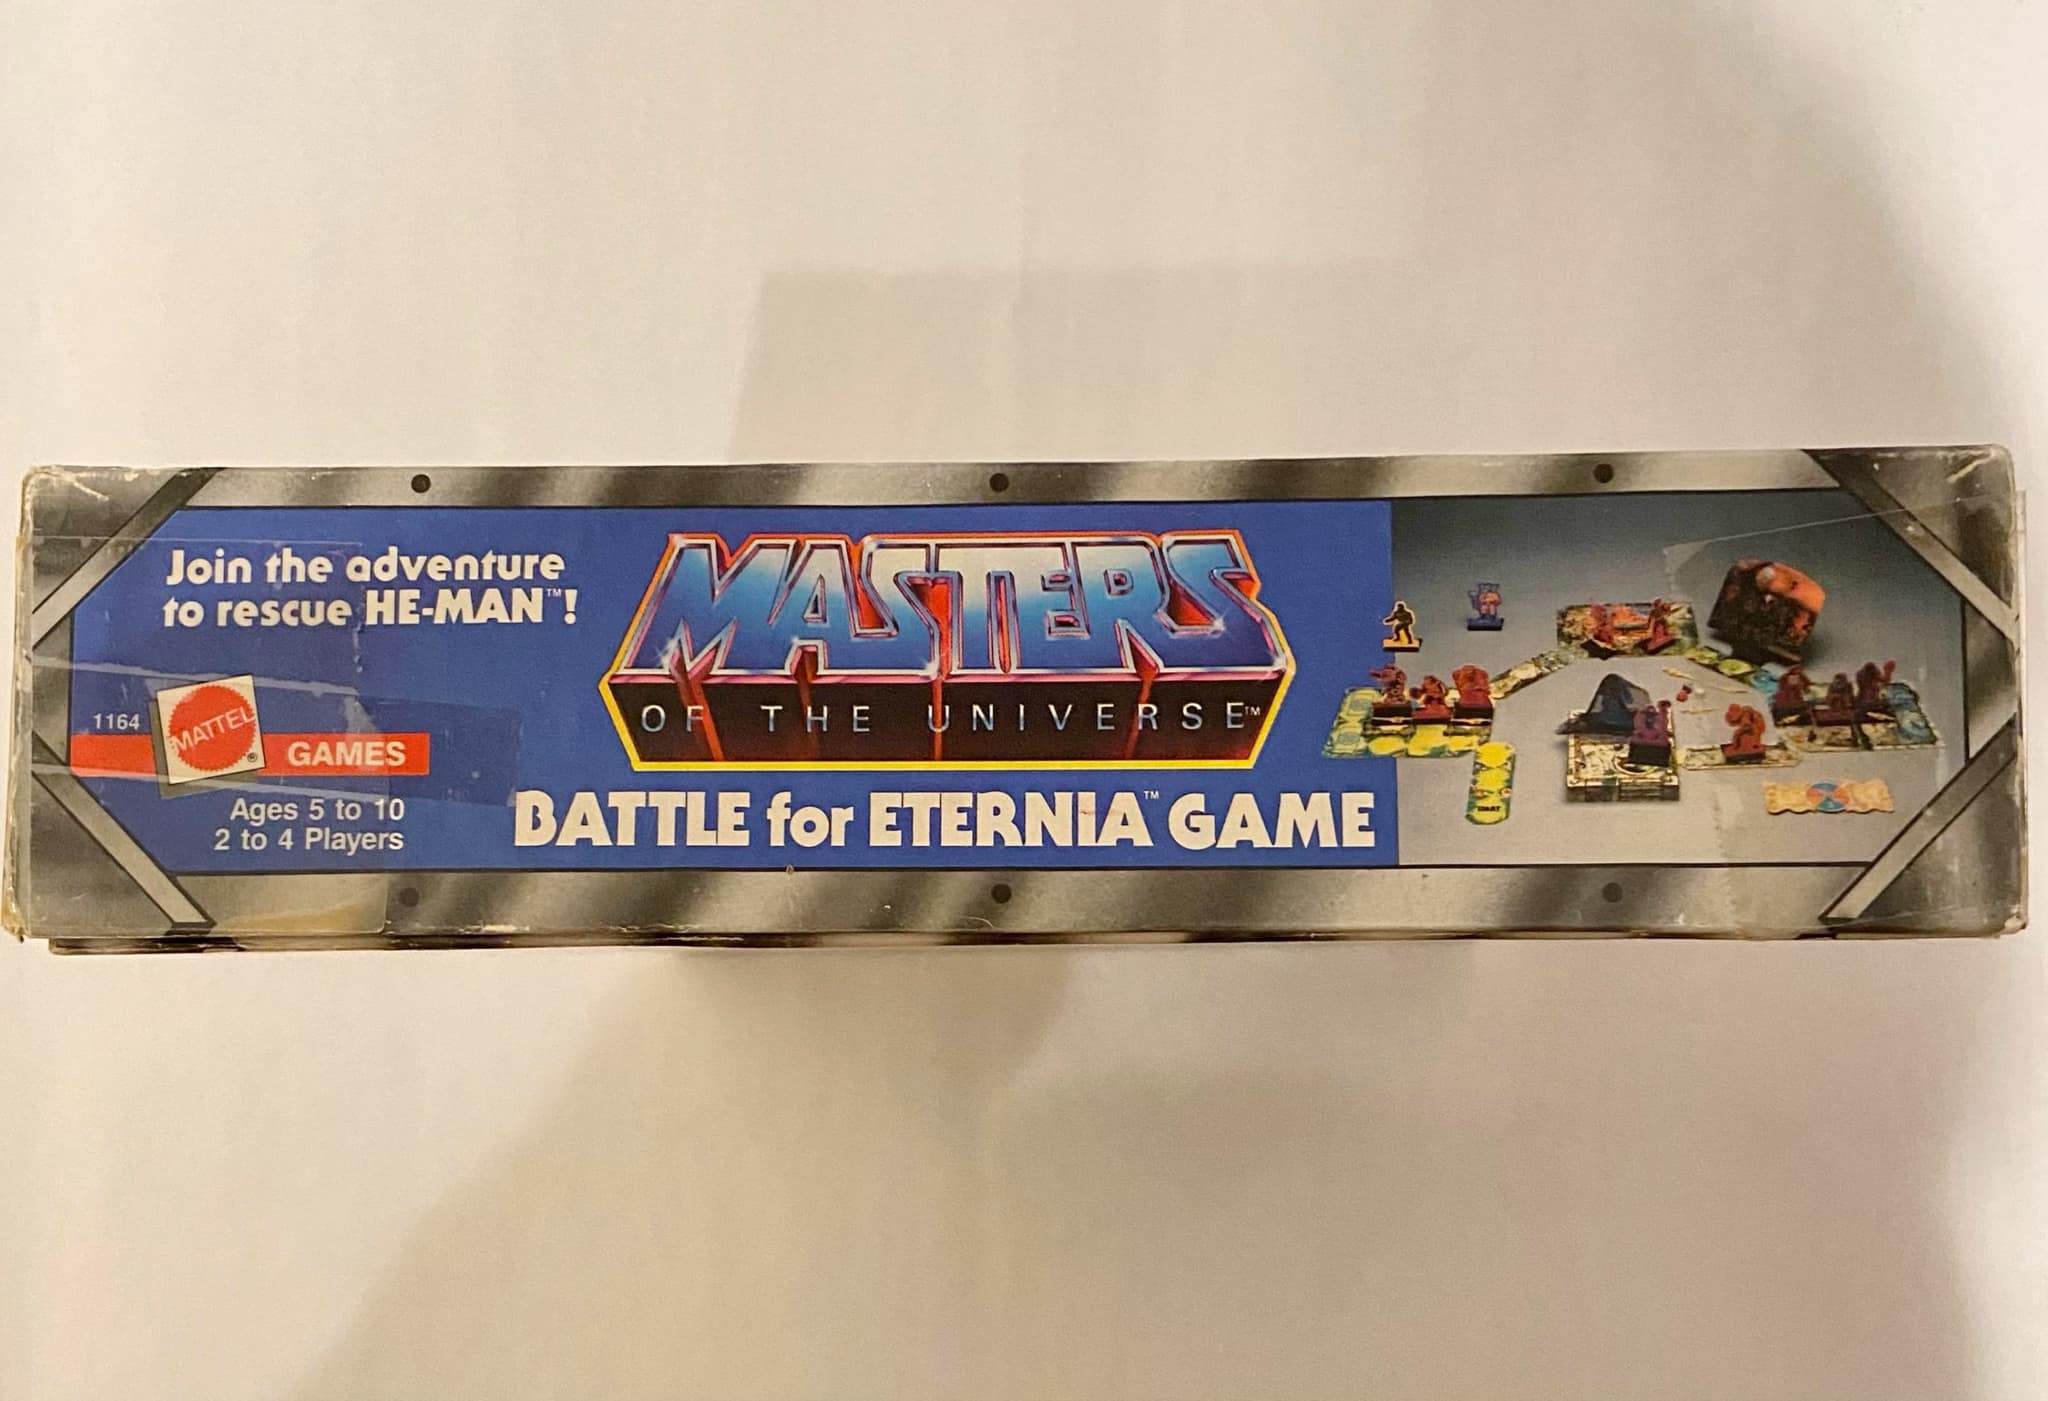 Join the adventure
to rescue HE-MAN™!
1164
MATTEL®
GAMES
Ages 5 to 10
2 to 4 Players
MASTERS
OF THE UNIVERSE™
BATTLE for ETERNIA™ GAME
START